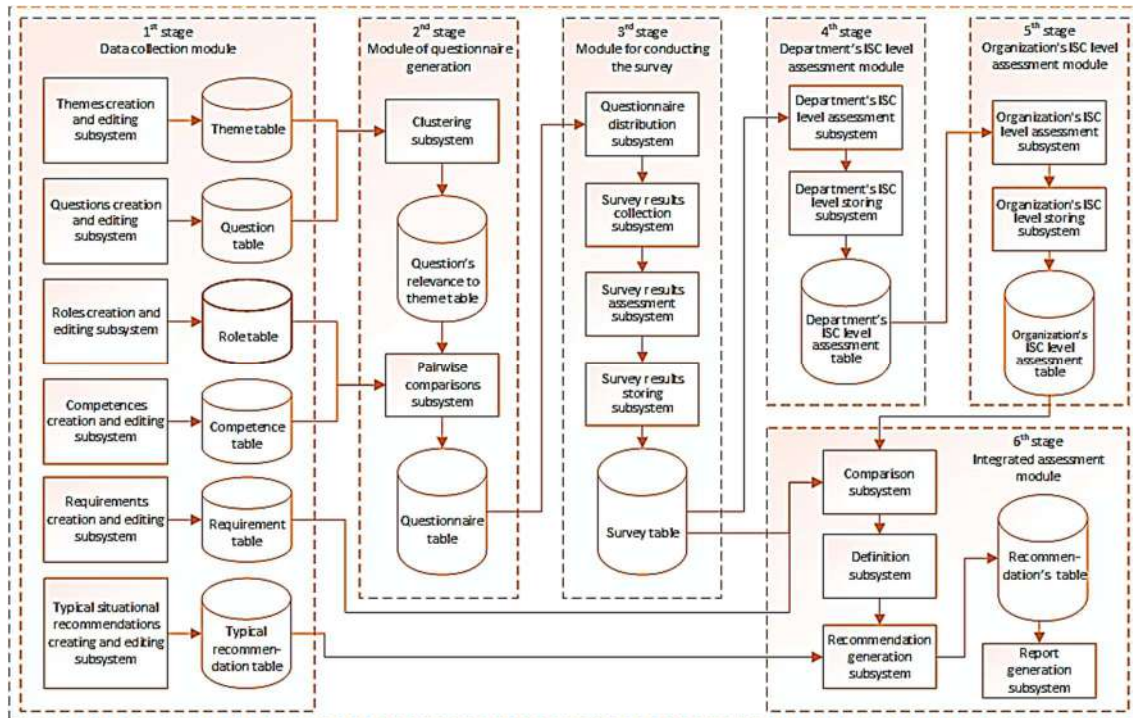 1st stage
Data collection module
Themes creation
and editing
subsystem
Theme table
Questions creation
and editing
subsystem
Question
table
Roles creation and
editing subsystem
Role table
Competences
creation and editing
subsystem
Competence
table
Requirements
creation and editing
subsystem
Requirement
table
Typical situational
recommendations
creating and editing
subsystem
Typical
recommen-
dation table
2nd stage
Module of questionnaire
generation
Clustering
subsystem
Question's
relevance to
theme table
Pairwise
comparisons
subsystem
Questionnaire
table
3rd stage
Module for conducting
the survey
Questionnaire
distribution
subsystem
Survey results
collection
subsystem
Survey results
assessment
subsystem
Survey results
storing
subsystem
Survey table
4th stage
Department's ISC level
assessment module
Department's ISC
level assessment
subsystem
Department's ISC
level storing
subsystem
Department's
ISC level
assessment
table
5th stage
Organization's ISC level
assessment module
Organization's ISC
level assessment
subsystem
Organization's ISC
level storing
subsystem
Organization's
ISC level
assessment
table
6th stage
Integrated assessment
module
Comparison
subsystem
Definition
subsystem
Recommendation
generation
subsystem
Recommen-
dation's table
Report
generation
subsystem